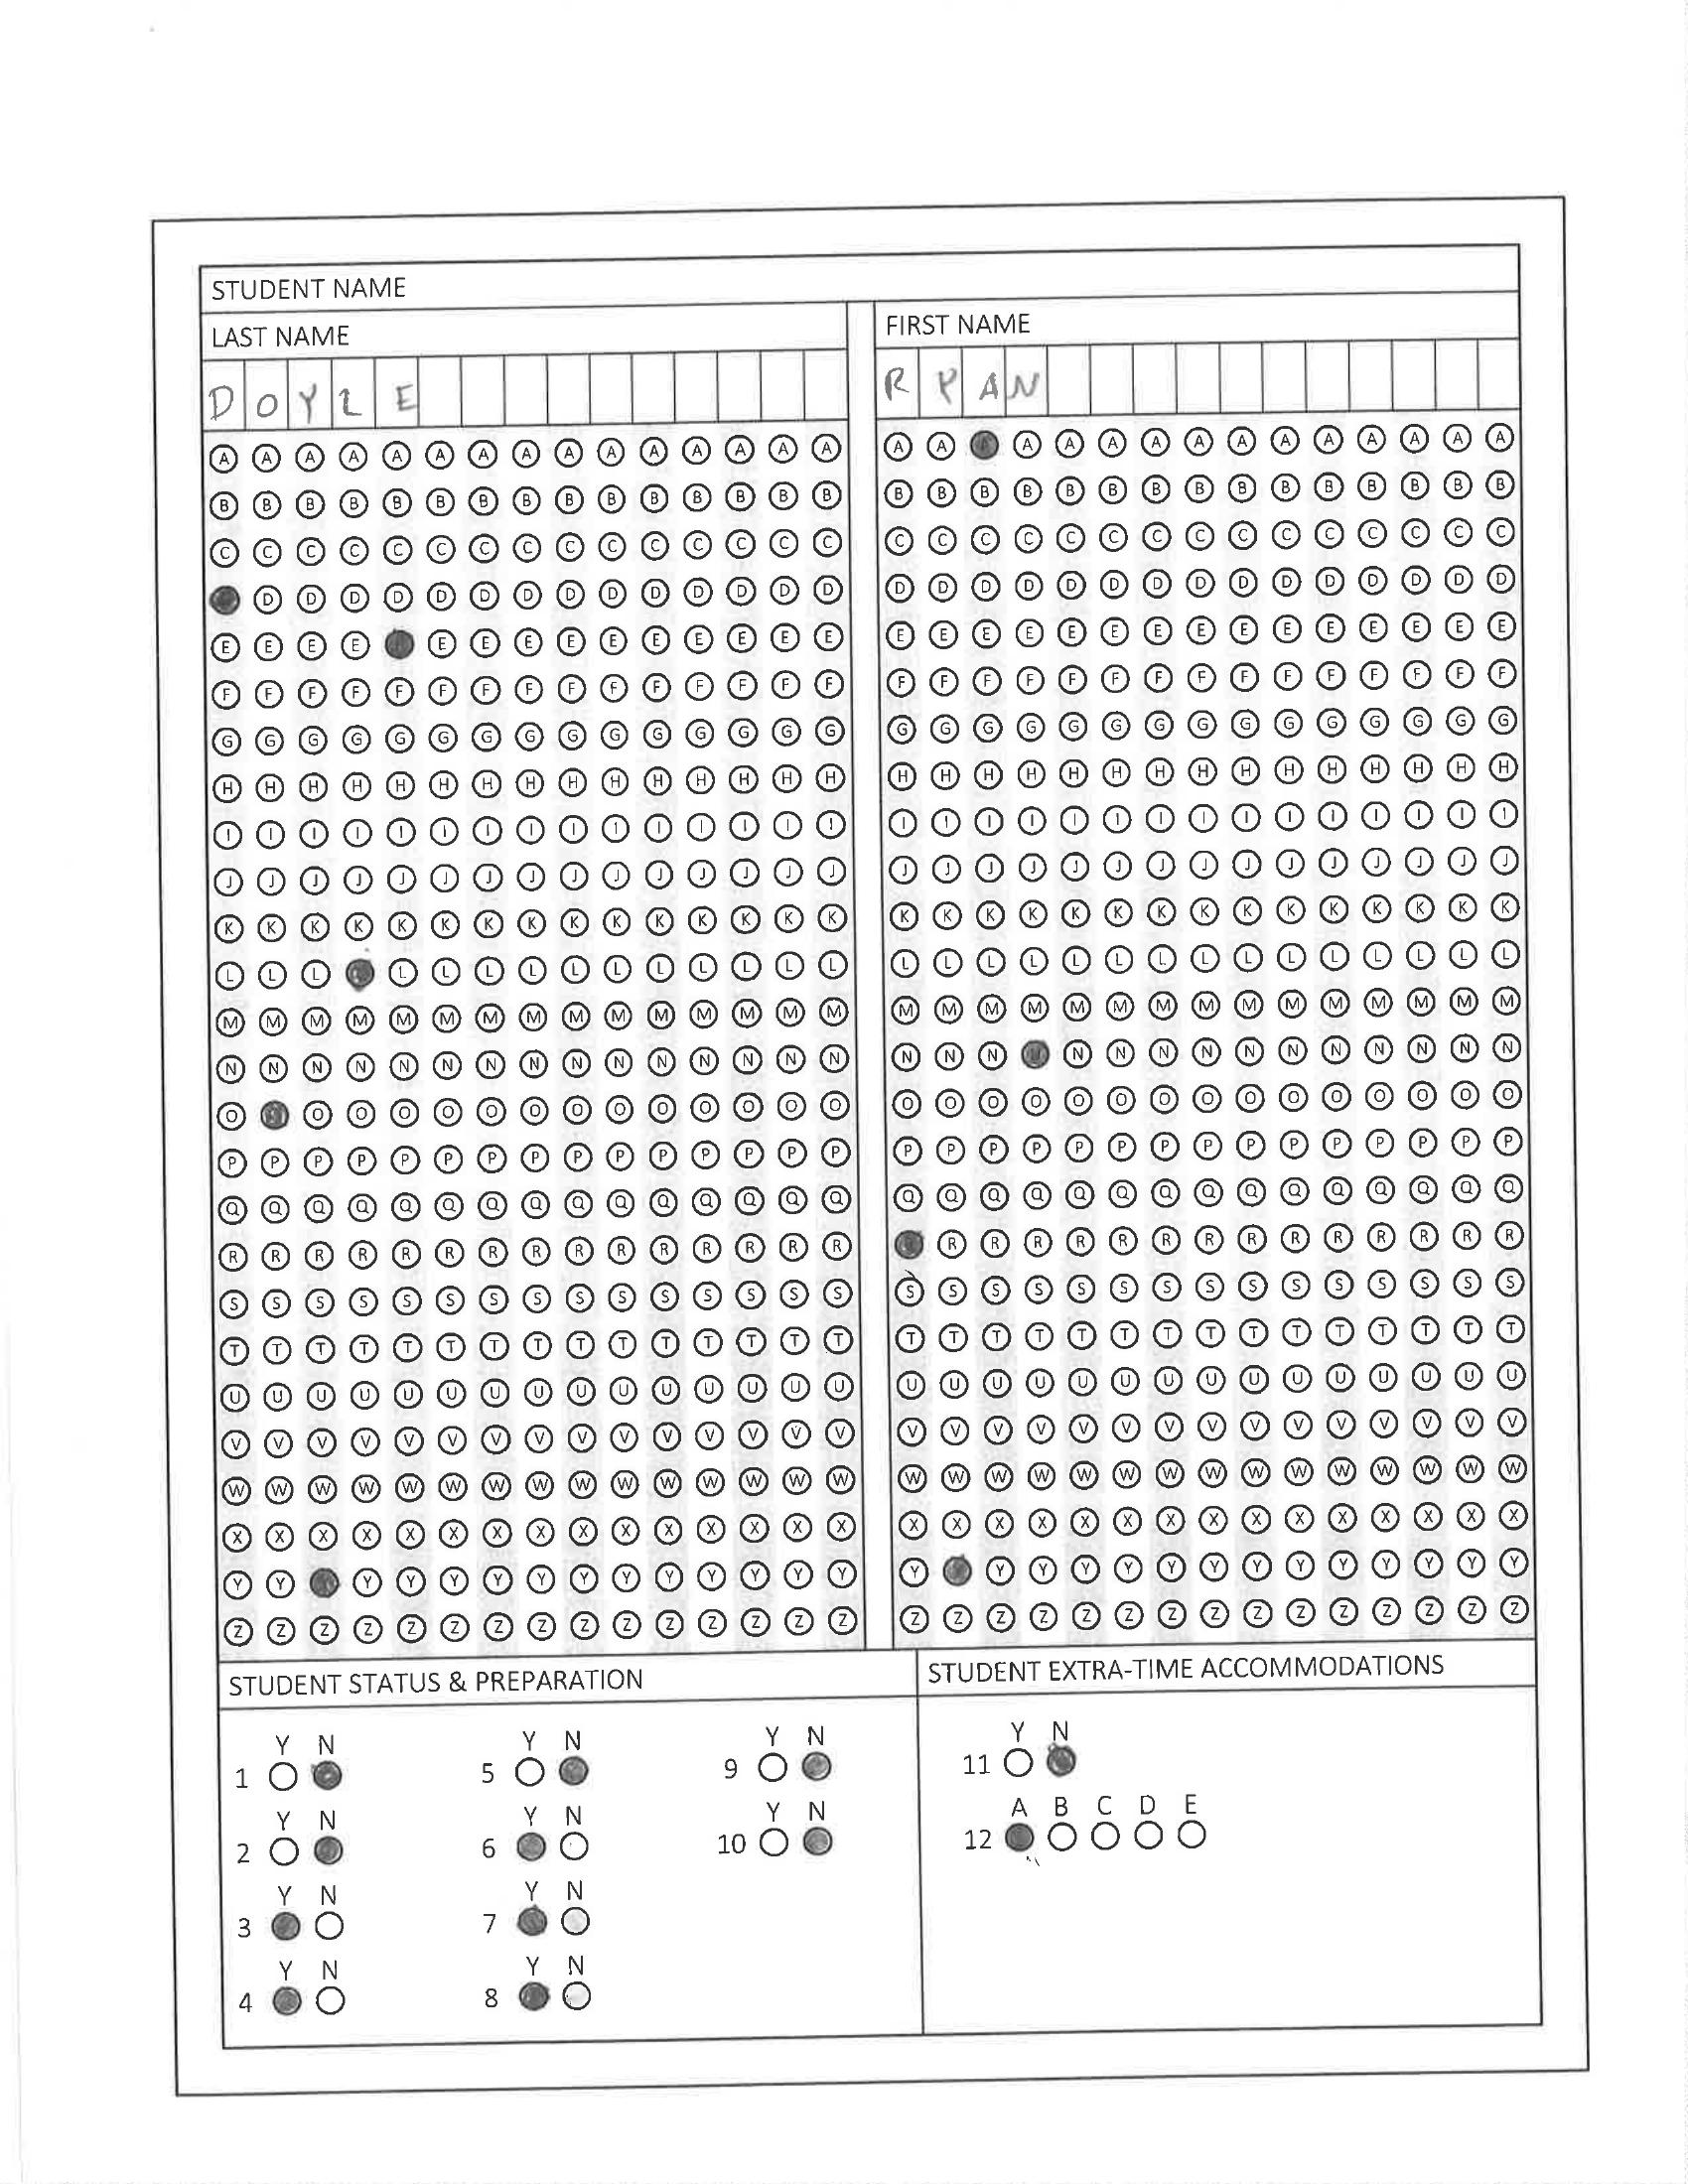 STUDENT NAME
LAST NAME
FIRST NAME
D O Y L E
R Y A N
A A A A A A A A A A A A A A A A A A A A A A A A A A A A A A
B B B B B B B B B B B B B B B B B B B B B B B B B B B B B B
C C C C C C C C C C C C C C C C C C C C C C C C C C C C C C
D D D D D D D D D D D D D D D D D D D D D D D D D D D D D
E E E E E E E E E E E E E E E E E E E E E E E E E E E E E
F F F F F F F F F F F F F F F F F F F F F F F F F F F F F F
G G G G G G G G G G G G G G G G G G G G G G G G G G G G G G
H H H H H H H H H H H H H H H H H H H H H H H H H H H H H H
I I I I I I I I I I I I I I I I I I I I I I I I I I I I I I
J J J J J J J J J J J J J J J J J J J J J J J J J J J J J J
K K K K K K K K K K K K K K K K K K K K K K K K K K K K K K
L L L L L L L L L L L L L L L L L L L L L L L L L L L L L
M M M M M M M M M M M M M M M M M M M M M M M M M M M M M M
N N N N N N N N N N N N N N N N N N N N N N N N N N N N N
O O O O O O O O O O O O O O O O O O O O O O O O O O O O O
P P P P P P P P P P P P P P P P P P P P P P P P P P P P P P
Q Q Q Q Q Q Q Q Q Q Q Q Q Q Q Q Q Q Q Q Q Q Q Q Q Q Q Q Q Q
R R R R R R R R R R R R R R R R R R R R R R R R R R R R R
S S S S S S S S S S S S S S S S S S S S S S S S S S S S S S
T T T T T T T T T T T T T T T T T T T T T T T T T T T T T T
U U U U U U U U U U U U U U U U U U U U U U U U U U U U U U
V V V V V V V V V V V V V V V V V V V V V V V V V V V V V V
W W W W W W W W W W W W W W W W W W W W W W W W W W W W W W
X X X X X X X X X X X X X X X X X X X X X X X X X X X X X X
Y Y Y Y Y Y Y Y Y Y Y Y Y Y Y Y Y Y Y Y Y Y Y Y Y Y Y Y
Z Z Z Z Z Z Z Z Z Z Z Z Z Z Z Z Z Z Z Z Z Z Z Z Z Z Z Z Z Z
STUDENT STATUS & PREPARATION
Y N
1
Y N
2
Y N
3
Y N
4
Y N
5
Y N
6
Y N
7
Y N
8
Y N
9
Y N
10
STUDENT EXTRA-TIME ACCOMMODATIONS
Y N
11
A B C D E
12